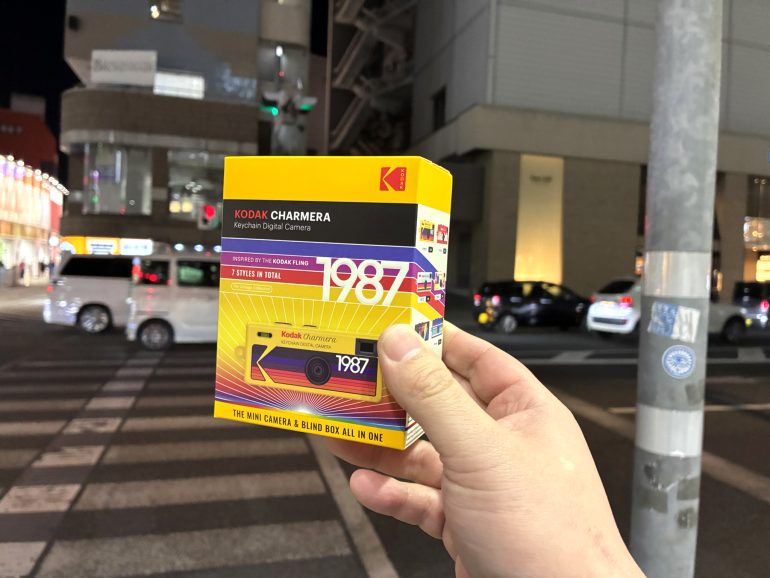 KODAK
KODAK CHARMERA
Keychain Digital Camera
INSPIRED BY THE KODAK FLING
7 STYLES IN TOTAL
1987
Kodak Charmera
KEYCHAIN DIGITAL CAMERA
1987
THE MINI CAMERA & BLIND BOX ALL IN ONE